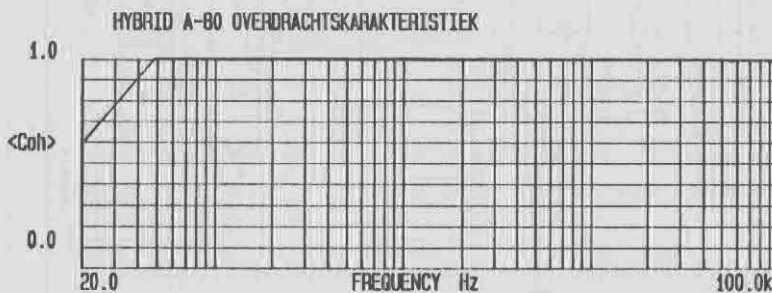 HYBRID A-80 OVERDRACHTSKARAKTERISTIEK
1.0
<Coh>
0.0
20.0 FREQUENCY Hz 100.0k